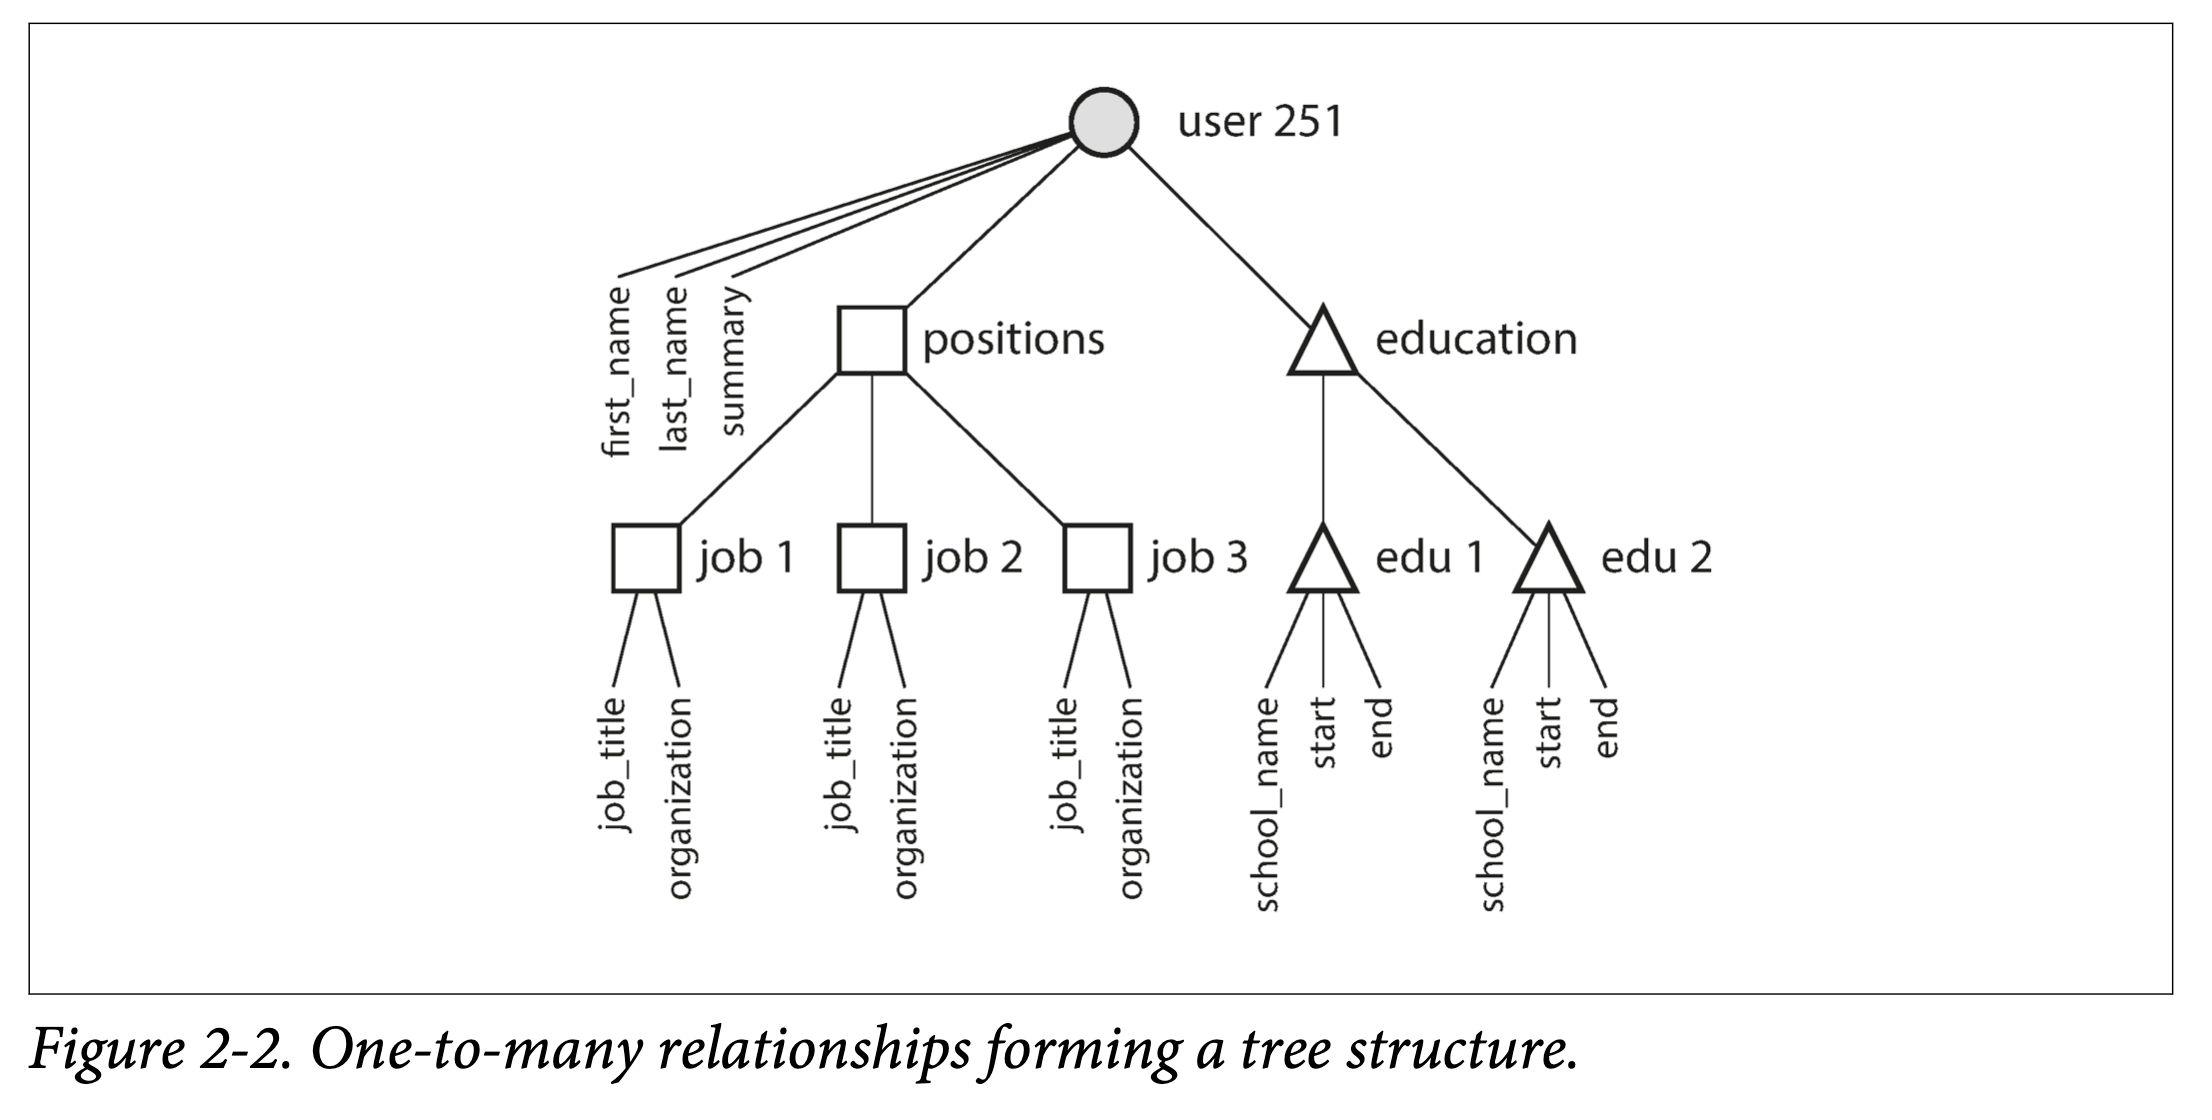 user 251
first_name
last_name
summary
positions
education
job 1
job 2
job 3
edu 1
edu 2
job_title
organization
job_title
organization
job_title
organization
school_name
start
end
school_name
start
end
Figure 2-2. One-to-many relationships forming a tree structure.